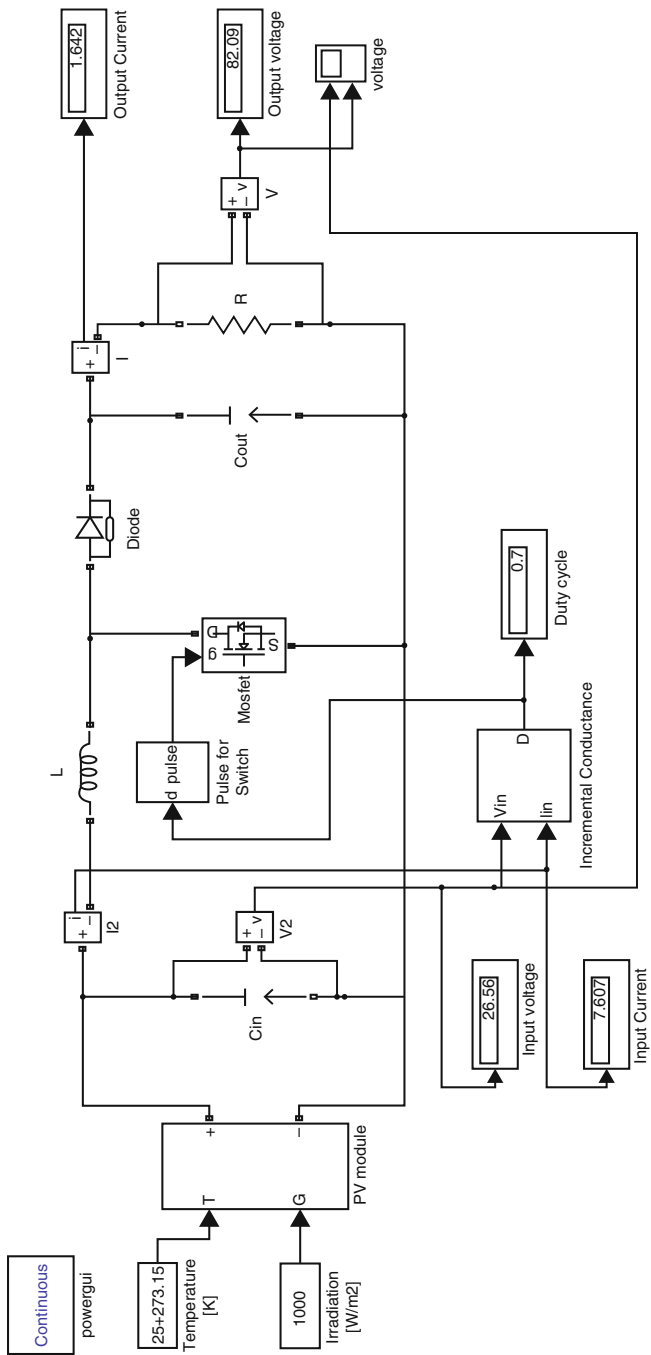 Continuous
powergui
25+273.15
Temperature
[K]
1000
Irradiation
[W/m2]
T
G
+
−
PV module
+ i
−
I2
Cin
+
− v
V2
26.56
Input voltage
7.607
Input Current
L
d pulse
Pulse for
Switch
g
D
S
Mosfet
Vin
Iin
D
Incremental Conductance
0.7
Duty cycle
Diode
Cout
+ i
−
I
R
+
− v
V
1.642
Output Current
82.09
Output voltage
voltage